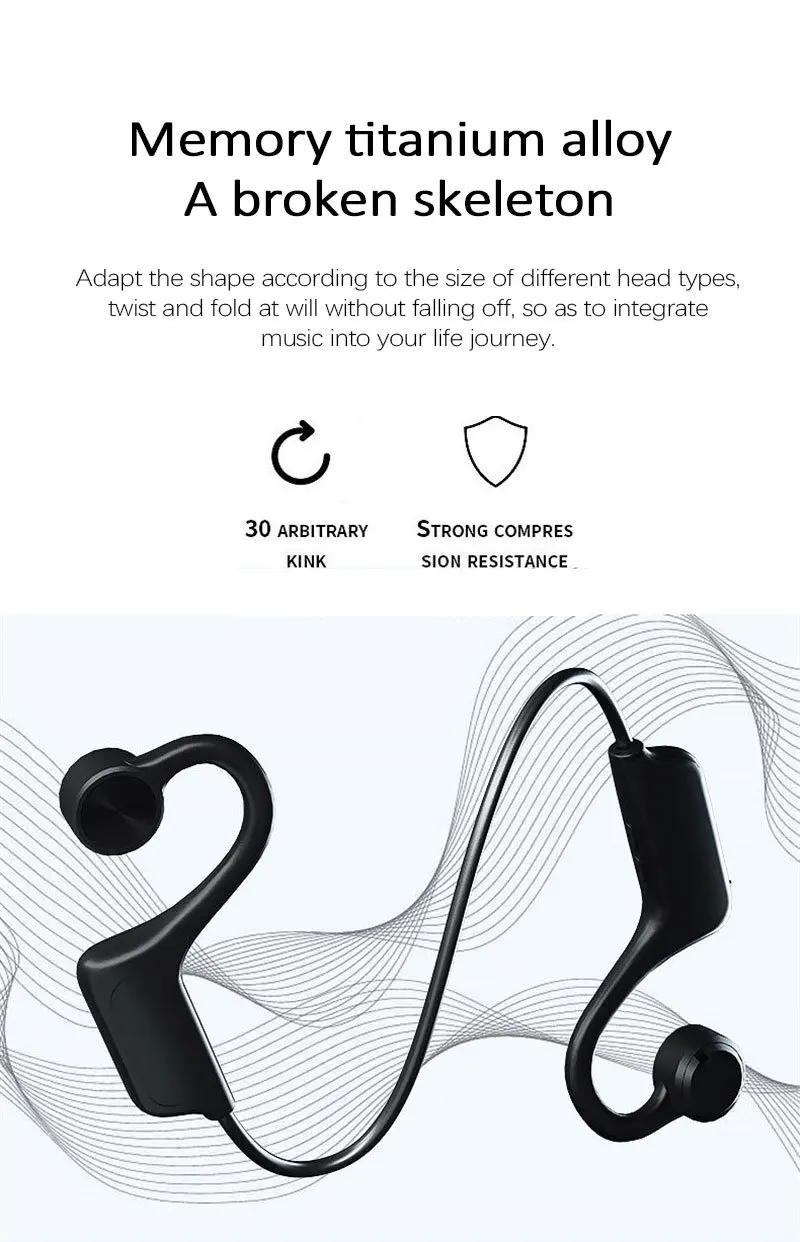 Memory titanium alloy
A broken skeleton
Adapt the shape according to the size of different head types,
twist and fold at will without falling off, so as to integrate
music into your life journey.
30 ARBITRARY
KINK
STRONG COMPRES
SION RESISTANCE